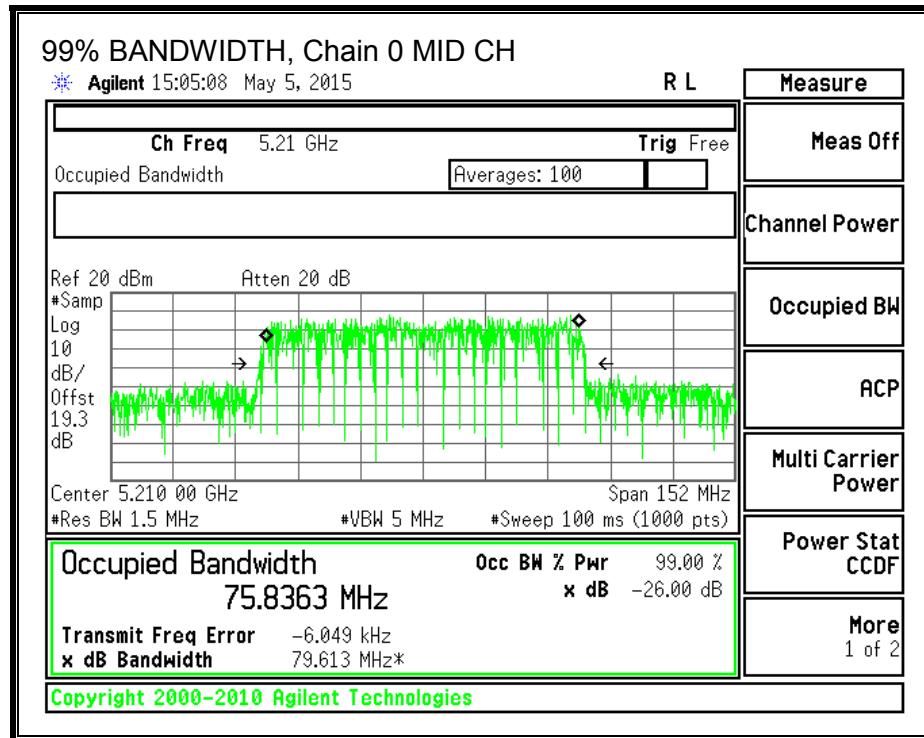 99% BANDWIDTH, Chain 0 MID CH
Agilent 15:05:08 May 5, 2015 R L
Measure
Ch Freq 5.21 GHz Trig Free
Meas Off
Occupied Bandwidth Averages: 100
Channel Power
Ref 20 dBm Atten 20 dB
#Samp
Log
10
dB/
Offst
19.3
dB
Occupied BW
ACP
Multi Carrier
Power
Center 5.210 00 GHz Span 152 MHz
#Res BW 1.5 MHz #VBW 5 MHz #Sweep 100 ms (1000 pts)
Power Stat
CCDF
Occupied Bandwidth
75.8363 MHz
Occ BW % Pwr 99.00 %
x dB -26.00 dB
Transmit Freq Error -6.049 kHz
x dB Bandwidth 79.613 MHz*
More
1 of 2
Copyright 2000-2010 Agilent Technologies